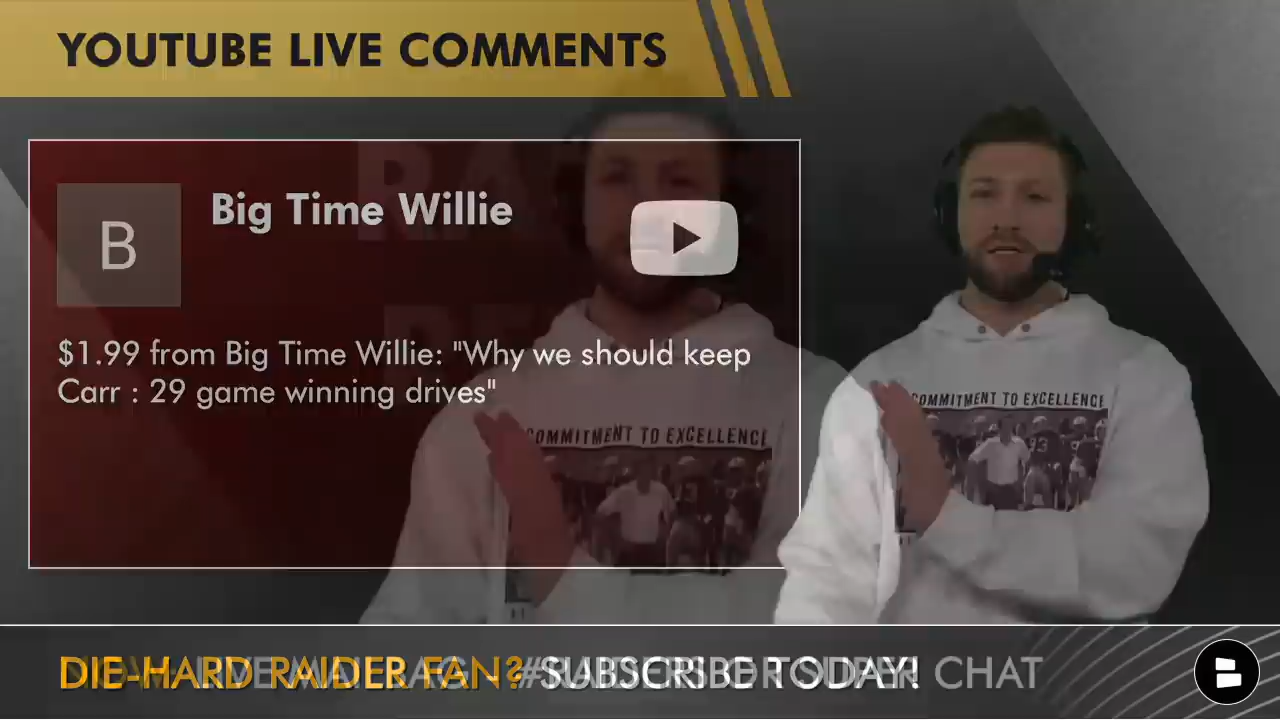 YOUTUBE LIVE COMMENTS
B
Big Time Willie
$1.99 from Big Time Willie: "Why we should keep
Carr : 29 game winning drives"
COMMITMENT TO EXCELLENCE
COMMITMENT TO EXCELLENCE
DIE-HARD RAIDER FAN? SUBSCRIBE TODAY!
CHAT